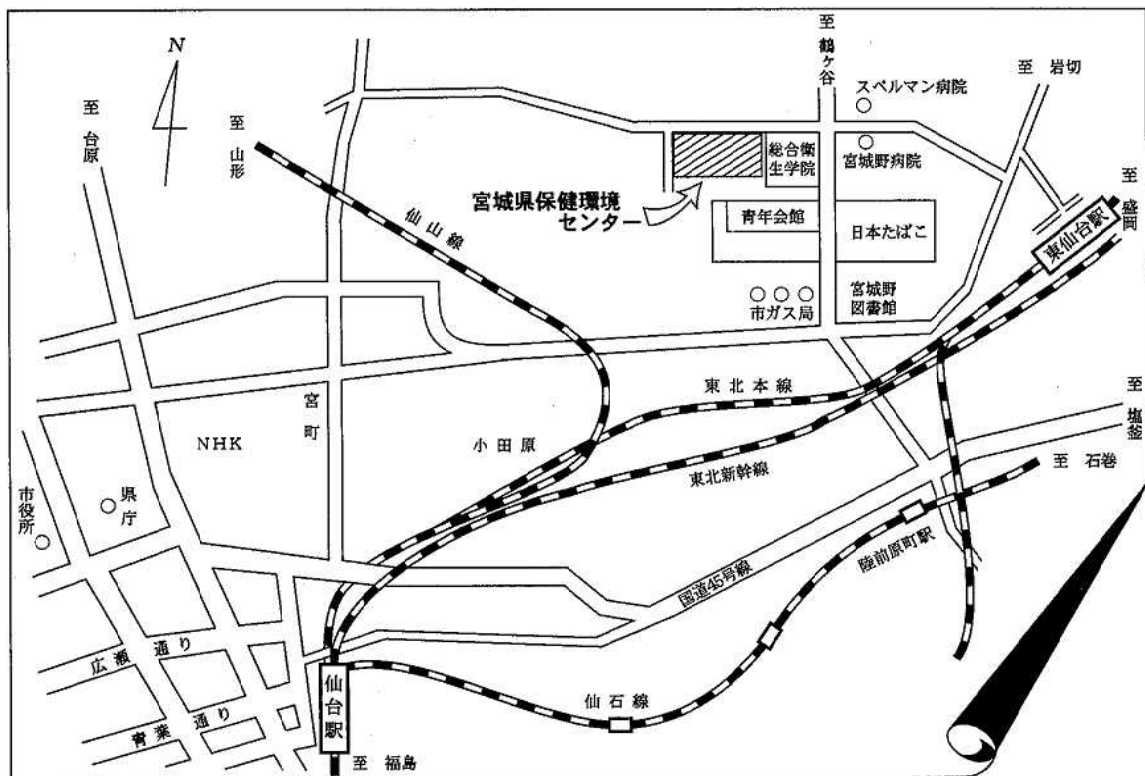 N
至 台原
至 山形
至 鶴ヶ谷
至 岩切
スペルマン病院
宮城野病院
総合衛
生学院
至 盛岡
宮城県保健環境
センター
青年会館
日本たばこ
東仙台駅
仙山線
市ガス局
宮城野
図書館
宮町
東北本線
至 塩釜
NHK
小田原
東北新幹線
至 石巻
市役所
県庁
陸前原町駅
国道45号線
広瀬通り
仙台駅
仙石線
青葉通り
至 福島